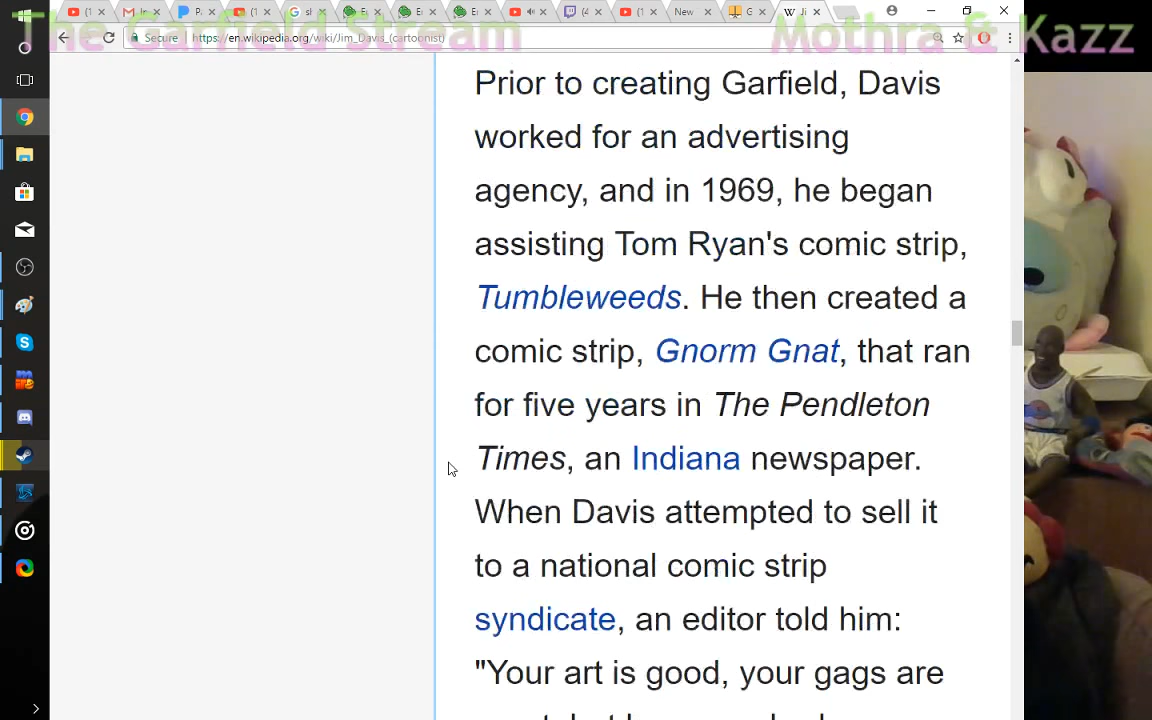 The Garfield Stream
Mothra & Kazz
Secure
https://en.wikipedia.org/wiki/Jim_Davis_(cartoonist)
New
Prior to creating Garfield, Davis
worked for an advertising
agency, and in 1969, he began
assisting Tom Ryan's comic strip,
Tumbleweeds. He then created a
comic strip, Gnorm Gnat, that ran
for five years in The Pendleton
Times, an Indiana newspaper.
When Davis attempted to sell it
to a national comic strip
syndicate, an editor told him:
"Your art is good, your gags are